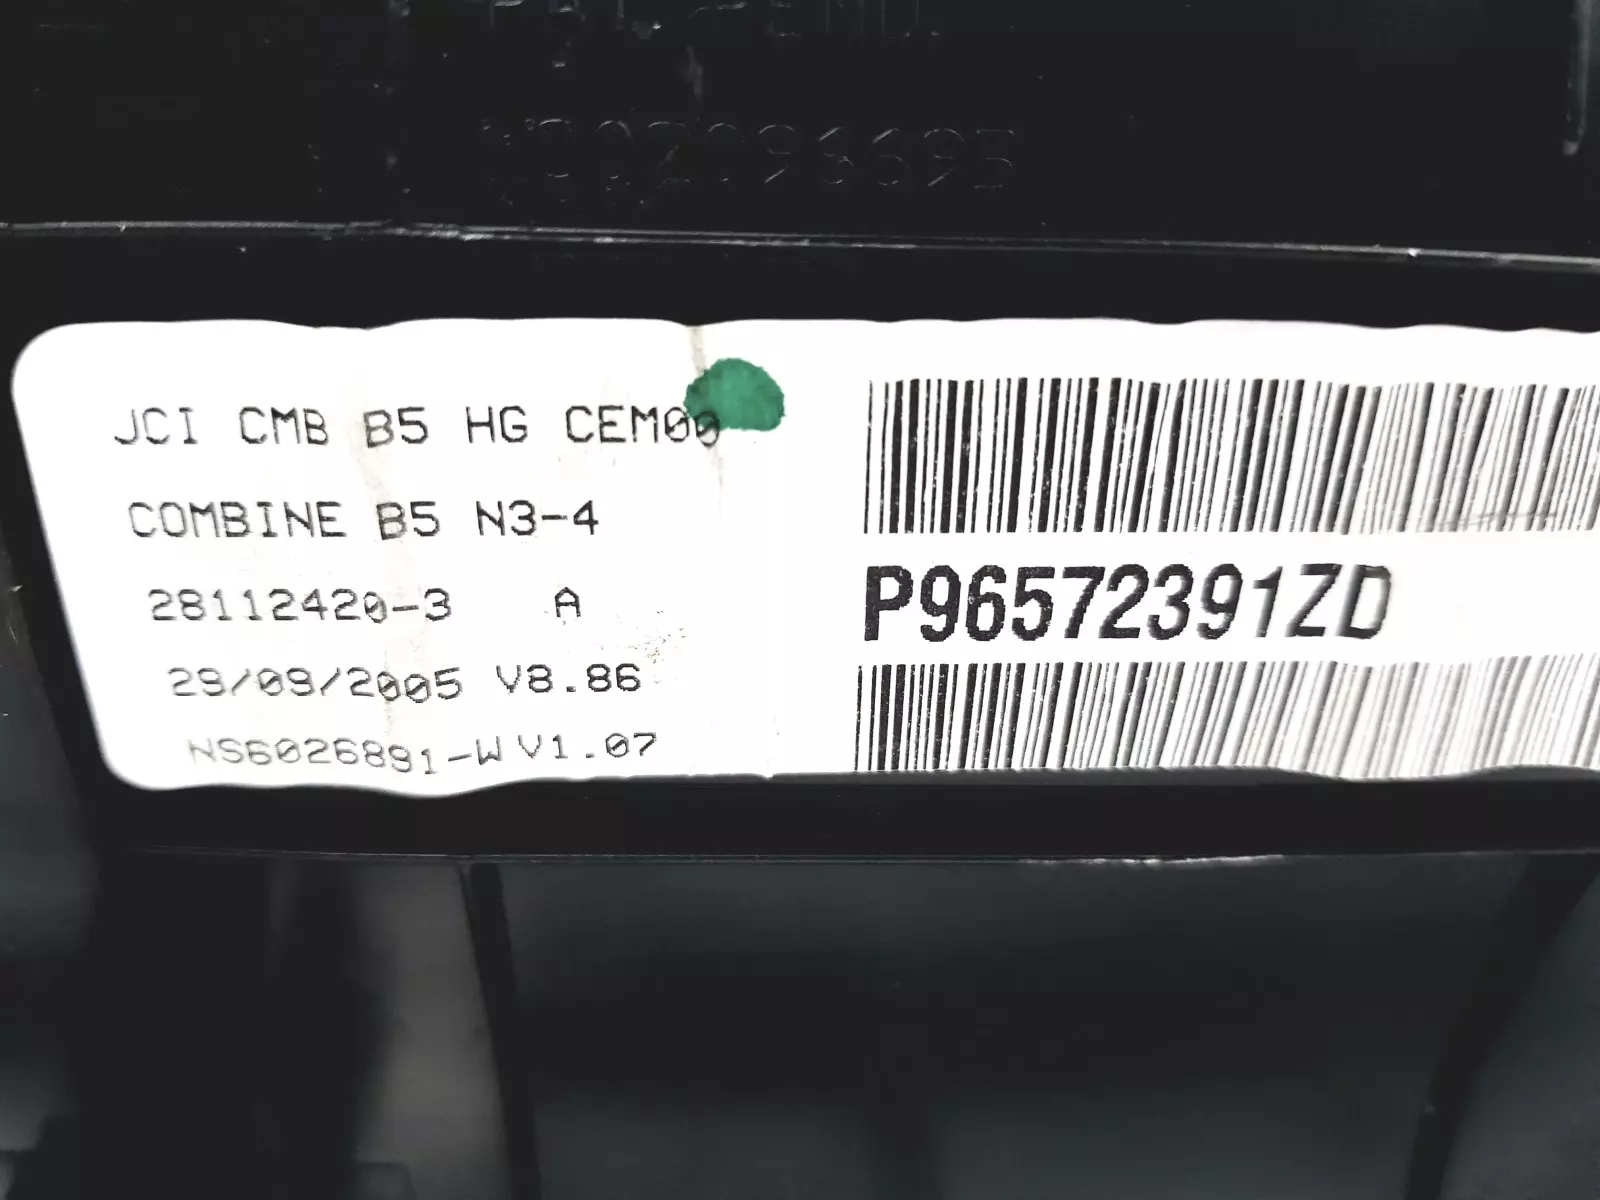 JCI CMB B5 HG CEM00
COMBINE B5 N3-4
28112420-3 A
29/09/2005 V8.86
NS6026891-W V1.07
P96572391ZD